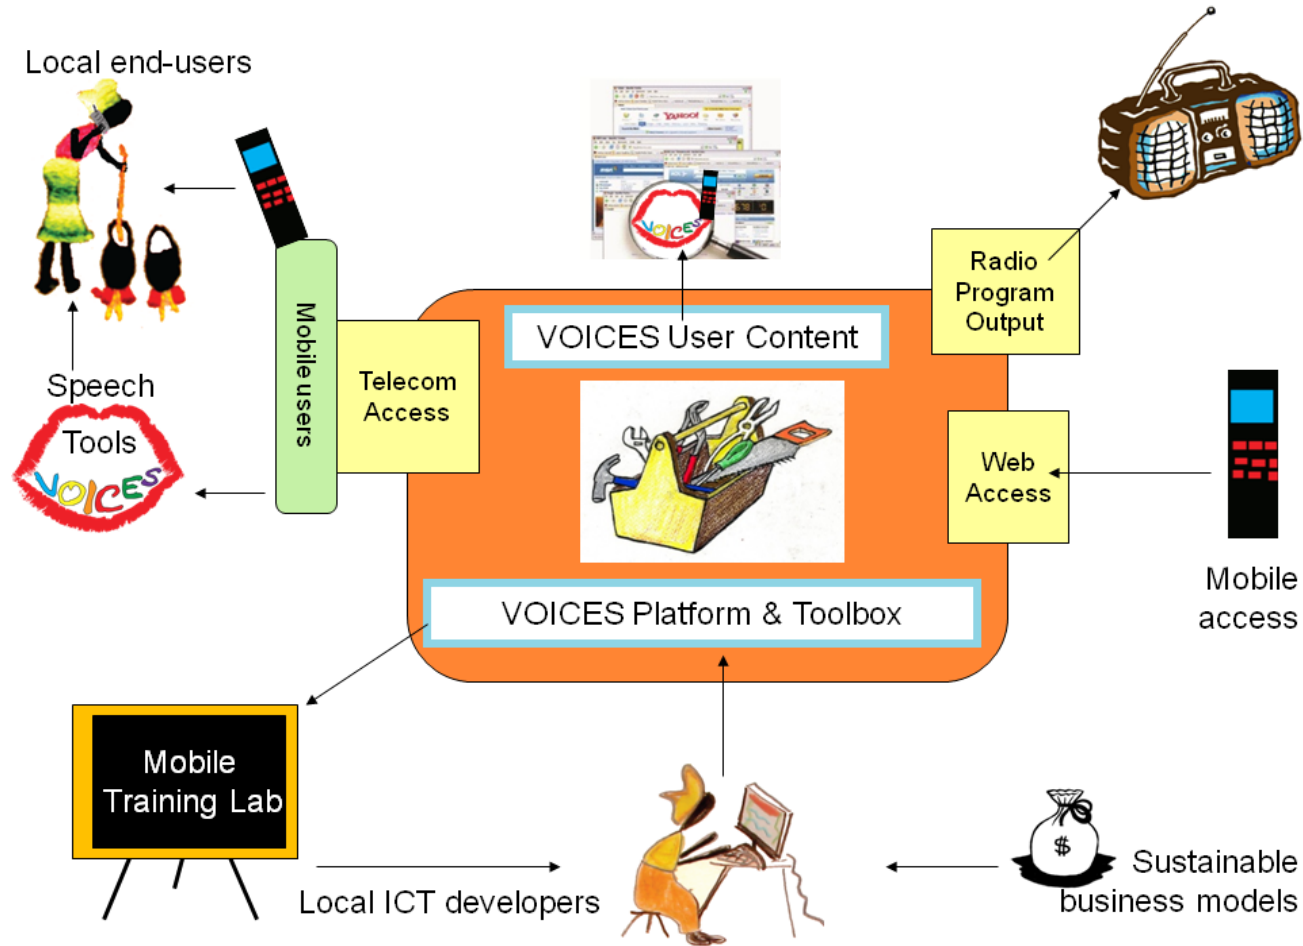 Local end-users
YAHOO!
VOICES
Radio
Program
Output
Mobile users
VOICES User Content
Telecom
Access
Speech
Tools
VOICES
Web
Access
Mobile
access
VOICES Platform & Toolbox
Mobile
Training Lab
Local ICT developers
$
Sustainable
business models